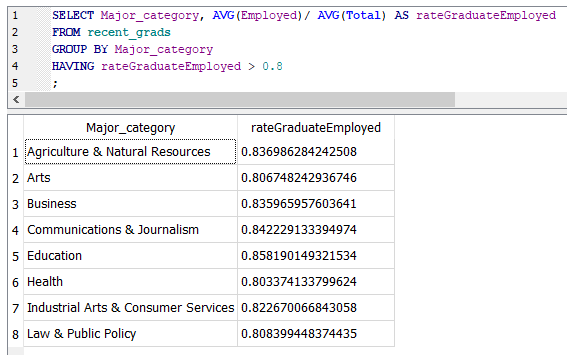 1 SELECT Major_category, AVG(Employed)/ AVG(Total) AS rateGraduateEmployed
2 FROM recent_grads
3 GROUP BY Major_category
4 HAVING rateGraduateEmployed > 0.8
5 ;
Major_category rateGraduateEmployed
1 Agriculture & Natural Resources 0.836986284242508
2 Arts 0.806748242936746
3 Business 0.835965957603641
4 Communications & Journalism 0.842229133394974
5 Education 0.858190149321534
6 Health 0.803374133799624
7 Industrial Arts & Consumer Services 0.822670066843058
8 Law & Public Policy 0.808399448374435